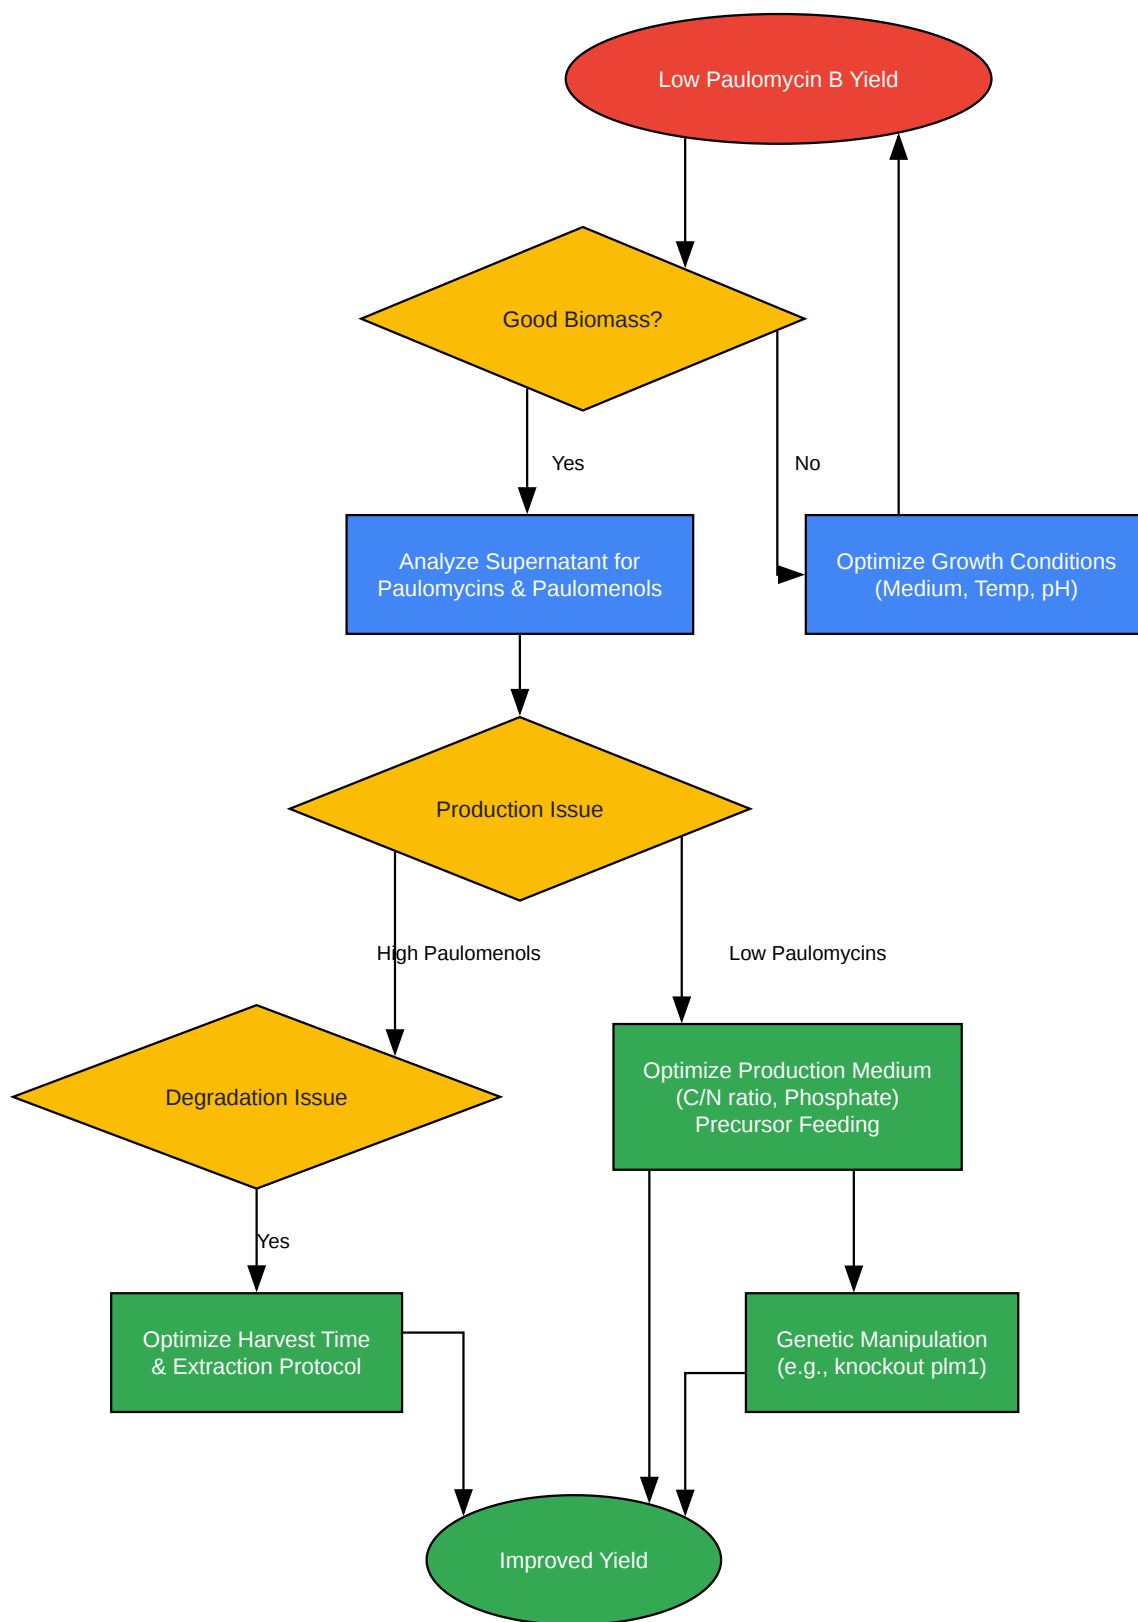 Low Paulomycin B Yield
Good Biomass?
Yes
No
Analyze Supernatant for
Paulomycins & Paulomenols
Optimize Growth Conditions
(Medium, Temp, pH)
Production Issue
High Paulomenols
Low Paulomycins
Degradation Issue
Optimize Production Medium
(C/N ratio, Phosphate)
Precursor Feeding
Yes
Optimize Harvest Time
& Extraction Protocol
Genetic Manipulation
(e.g., knockout plm1)
Improved Yield